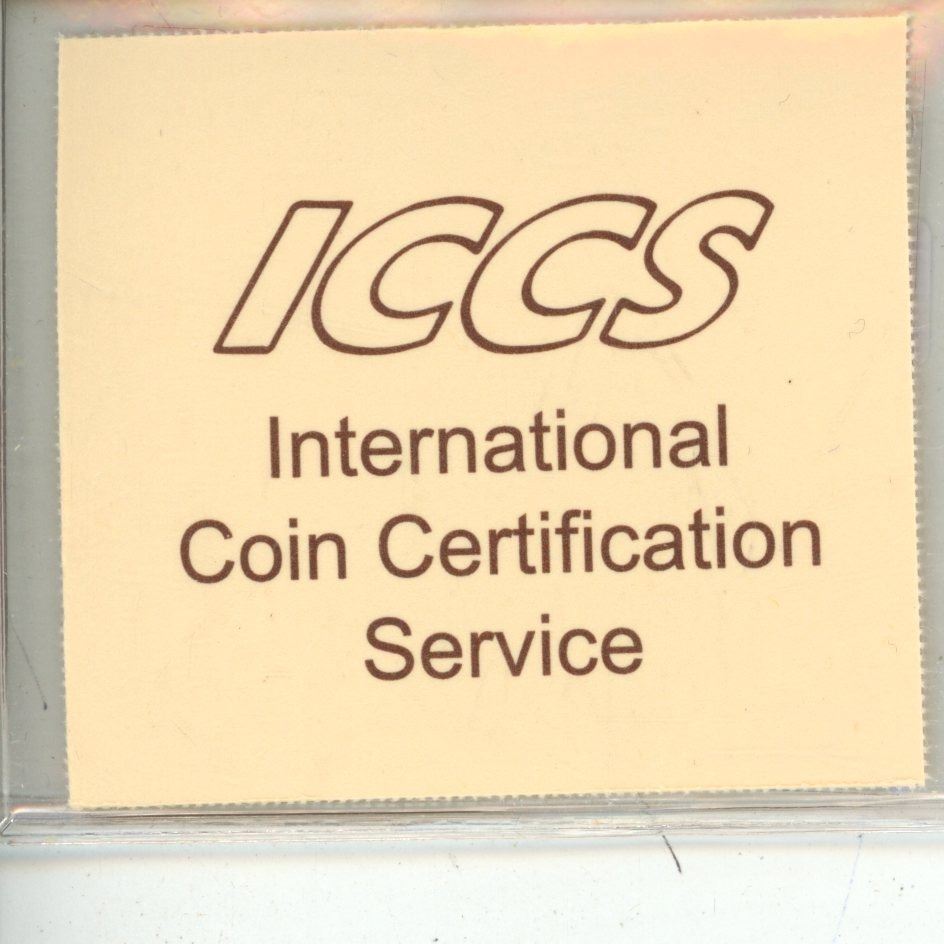 ICCS
International
Coin Certification
Service